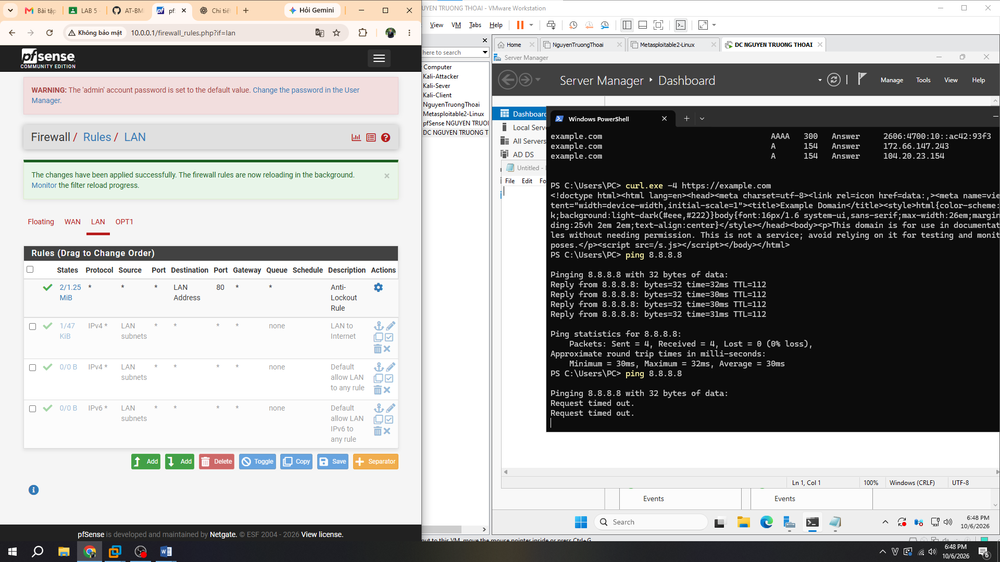 Bài tập
LAB 5 -
AT-BM
pf
Chi tiế
Hỏi Gemini
Không bảo mật
10.0.0.1/firewall_rules.php?if=lan
pfsense
COMMUNITY EDITION
WARNING: The 'admin' account password is set to the default value. Change the password in the User
Manager.
Firewall / Rules / LAN
The changes have been applied successfully. The firewall rules are now reloading in the background.
Monitor the filter reload progress.
×
Floating WAN LAN OPT1
Rules (Drag to Change Order)
States Protocol Source Port Destination Port Gateway Queue Schedule Description Actions
2/1.25 * * * LAN 80 * * Anti-
MiB Address Lockout
Rule
1/47 IPv4 * LAN * * * * none LAN to
KiB subnets Internet
0/0 B IPv4 * LAN * * * * none Default
subnets allow LAN
to any rule
0/0 B IPv6 * LAN * * * * none Default
subnets allow LAN
IPv6 to
any rule
Add Add Delete Toggle Copy Save Separator
pfSense is developed and maintained by Netgate. © ESF 2004 - 2026 View license.
UYEN TRUONG THOAI - VMware Workstation
View VM Tabs Help
here to search
Computer
Kali-Attacker
Kali-Sever
Kali-Client
NguyenTruongThoai
Metasploitable2-Linux
pfSense NGUYEN TRUO
DC NGUYEN TRUONG T
Home NguyenTruongThoai Metasploitable2-Linux DC NGUYEN TRUONG THOAI
Server Manager
Server Manager Dashboard
Manage Tools View Help
Dashboard
Local Serve
All Servers
AD DS
Untitled -
File Edit Fo
Windows PowerShell
example.com AAAA 300 Answer 2606:4700:10::ac42:93f3
example.com A 154 Answer 172.66.147.243
example.com A 154 Answer 104.20.23.154
PS C:\Users\PC> curl.exe -4 https://example.com
<!doctype html><html lang=en><head><meta charset=utf-8><link rel=icon href=data:,><meta name=vie
tent="width=device-width,initial-scale=1"><title>Example Domain</title><style>html{color-scheme:
k;background:light-dark(#eee,#222)}body{font:16px/1.6 system-ui,sans-serif;max-width:26em;margin
ding:25vh 2em 2em;text-align:center}</style></head><body><p>This domain is for use in documentat
les without needing permission. This is not a service; avoid relying on it for testing and monit
poses.</p><script src=/s.js></script></body></html>
PS C:\Users\PC> ping 8.8.8.8
Pinging 8.8.8.8 with 32 bytes of data:
Reply from 8.8.8.8: bytes=32 time=32ms TTL=112
Reply from 8.8.8.8: bytes=32 time=30ms TTL=112
Reply from 8.8.8.8: bytes=32 time=30ms TTL=112
Reply from 8.8.8.8: bytes=32 time=31ms TTL=112
Ping statistics for 8.8.8.8:
Packets: Sent = 4, Received = 4, Lost = 0 (0% loss),
Approximate round trip times in milli-seconds:
Minimum = 30ms, Maximum = 32ms, Average = 30ms
PS C:\Users\PC> ping 8.8.8.8
Pinging 8.8.8.8 with 32 bytes of data:
Request timed out.
Request timed out.
Ln 1, Col 1 100% Windows (CRLF) UTF-8
Events Events
Search
6:48 PM
10/6/2026
put to this VM, move the mouse pointer inside or press Ctrl+G
6:48 PM
10/6/2026
6